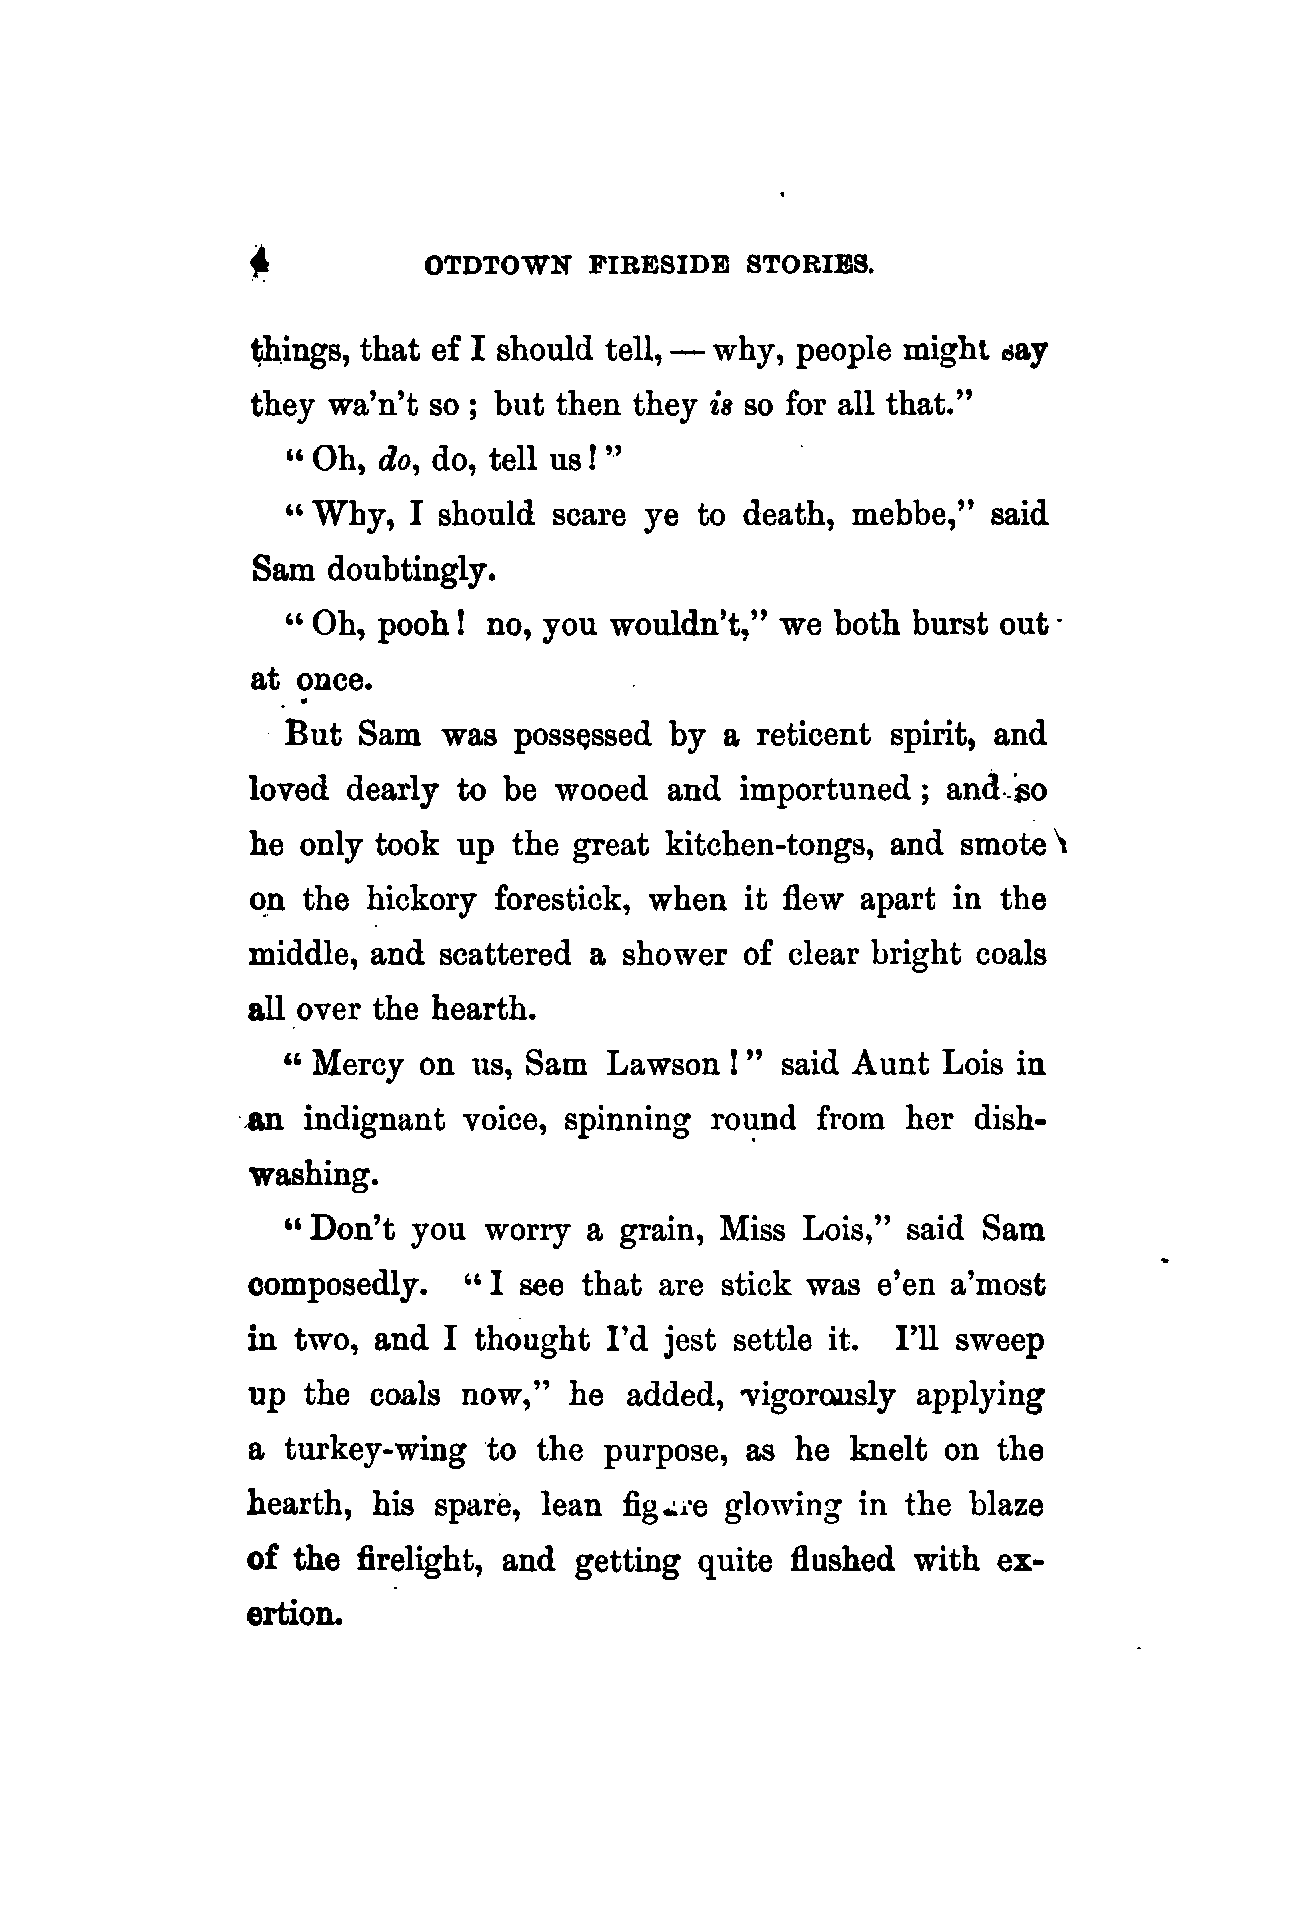 4 OTDTOWN FIRESIDE STORIES.
things, that ef I should tell, — why, people might say
they wa'n't so ; but then they is so for all that."
" Oh, do, do, tell us ! "
" Why, I should scare ye to death, mebbe," said
Sam doubtingly.
" Oh, pooh ! no, you wouldn't," we both burst out
at once.
But Sam was possessed by a reticent spirit, and
loved dearly to be wooed and importuned ; and so
he only took up the great kitchen-tongs, and smote
on the hickory forestick, when it flew apart in the
middle, and scattered a shower of clear bright coals
all over the hearth.
" Mercy on us, Sam Lawson ! " said Aunt Lois in
an indignant voice, spinning round from her dish-
washing.
" Don't you worry a grain, Miss Lois," said Sam
composedly. " I see that are stick was e'en a'most
in two, and I thought I'd jest settle it. I'll sweep
up the coals now," he added, vigorously applying
a turkey-wing to the purpose, as he knelt on the
hearth, his spare, lean figure glowing in the blaze
of the firelight, and getting quite flushed with ex-
ertion.